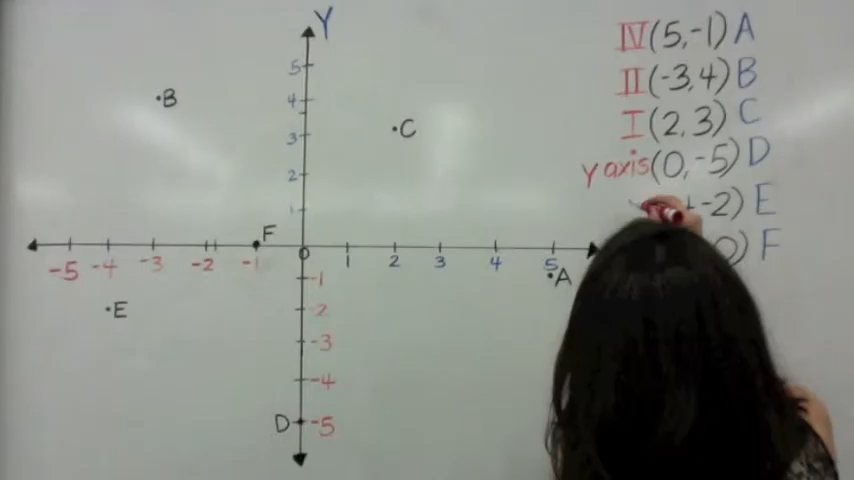 Y
IV (5,-1) A
5
II (-3,4) B
B
4
I (2,3) C
C
3
y axis (0,-5) D
2
-2) E
1
F
0) F
-5 -4 -3 -2 -1 0 1 2 3 4 5
-1 A
E -2
-3
-4
D -5